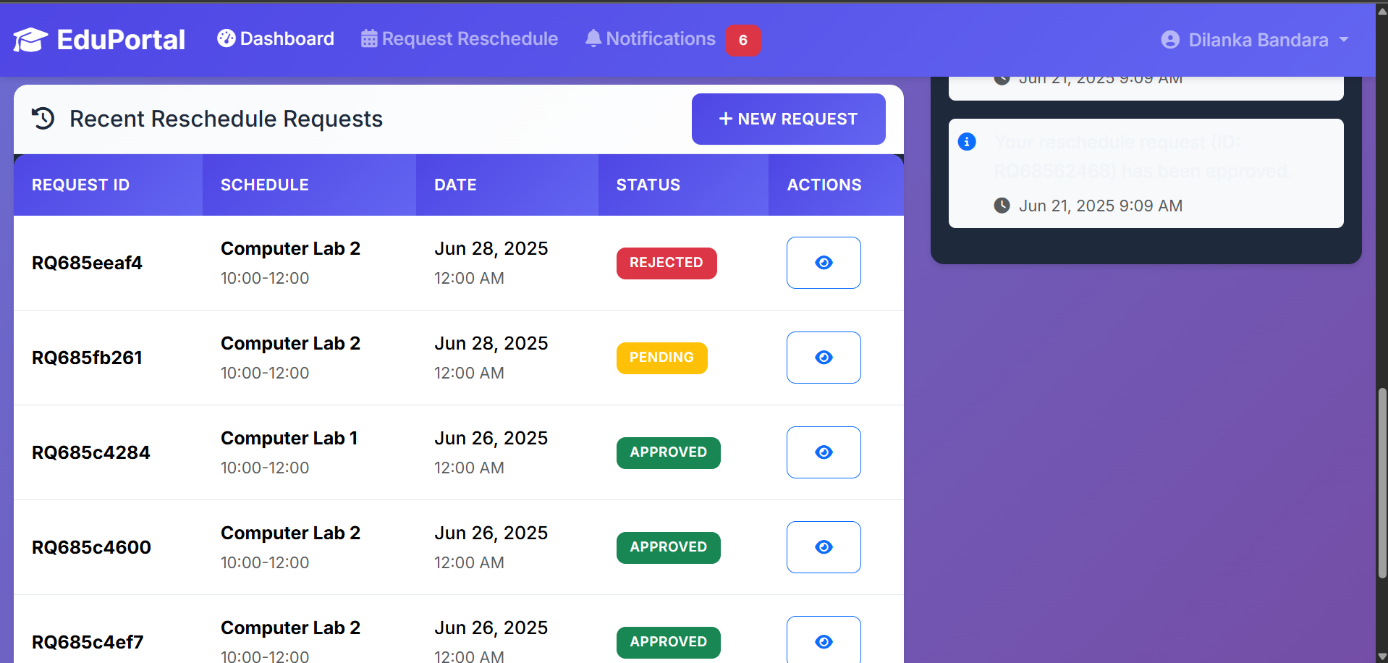 EduPortal
Dashboard
Request Reschedule
Notifications 6
Dilanka Bandara
Recent Reschedule Requests
+ NEW REQUEST
REQUEST ID SCHEDULE DATE STATUS ACTIONS
RQ685eeaf4 Computer Lab 2 Jun 28, 2025 REJECTED
10:00-12:00 12:00 AM
RQ685fb261 Computer Lab 2 Jun 28, 2025 PENDING
10:00-12:00 12:00 AM
RQ685c4284 Computer Lab 1 Jun 26, 2025 APPROVED
10:00-12:00 12:00 AM
RQ685c4600 Computer Lab 2 Jun 26, 2025 APPROVED
10:00-12:00 12:00 AM
RQ685c4ef7 Computer Lab 2 Jun 26, 2025 APPROVED
10:00-12:00 12:00 AM
Jun 21, 2025 9:09 AM
Your reschedule request (ID:
has been approved.
Jun 21, 2025 9:09 AM